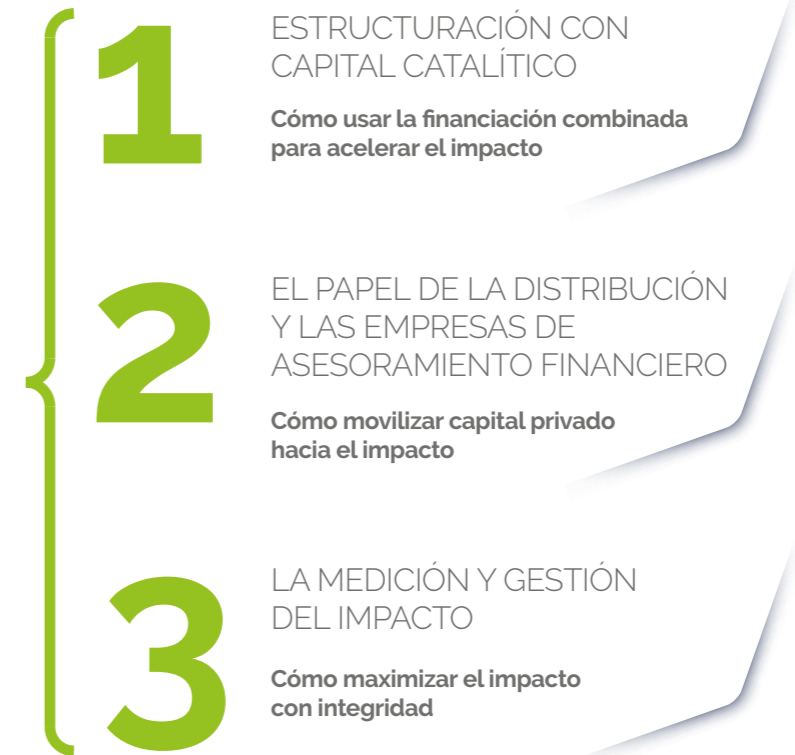 1
ESTRUCTURACIÓN CON
CAPITAL CATALÍTICO
Cómo usar la financiación combinada
para acelerar el impacto
2
EL PAPEL DE LA DISTRIBUCIÓN
Y LAS EMPRESAS DE
ASESORAMIENTO FINANCIERO
Cómo movilizar capital privado
hacia el impacto
3
LA MEDICIÓN Y GESTIÓN
DEL IMPACTO
Cómo maximizar el impacto
con integridad